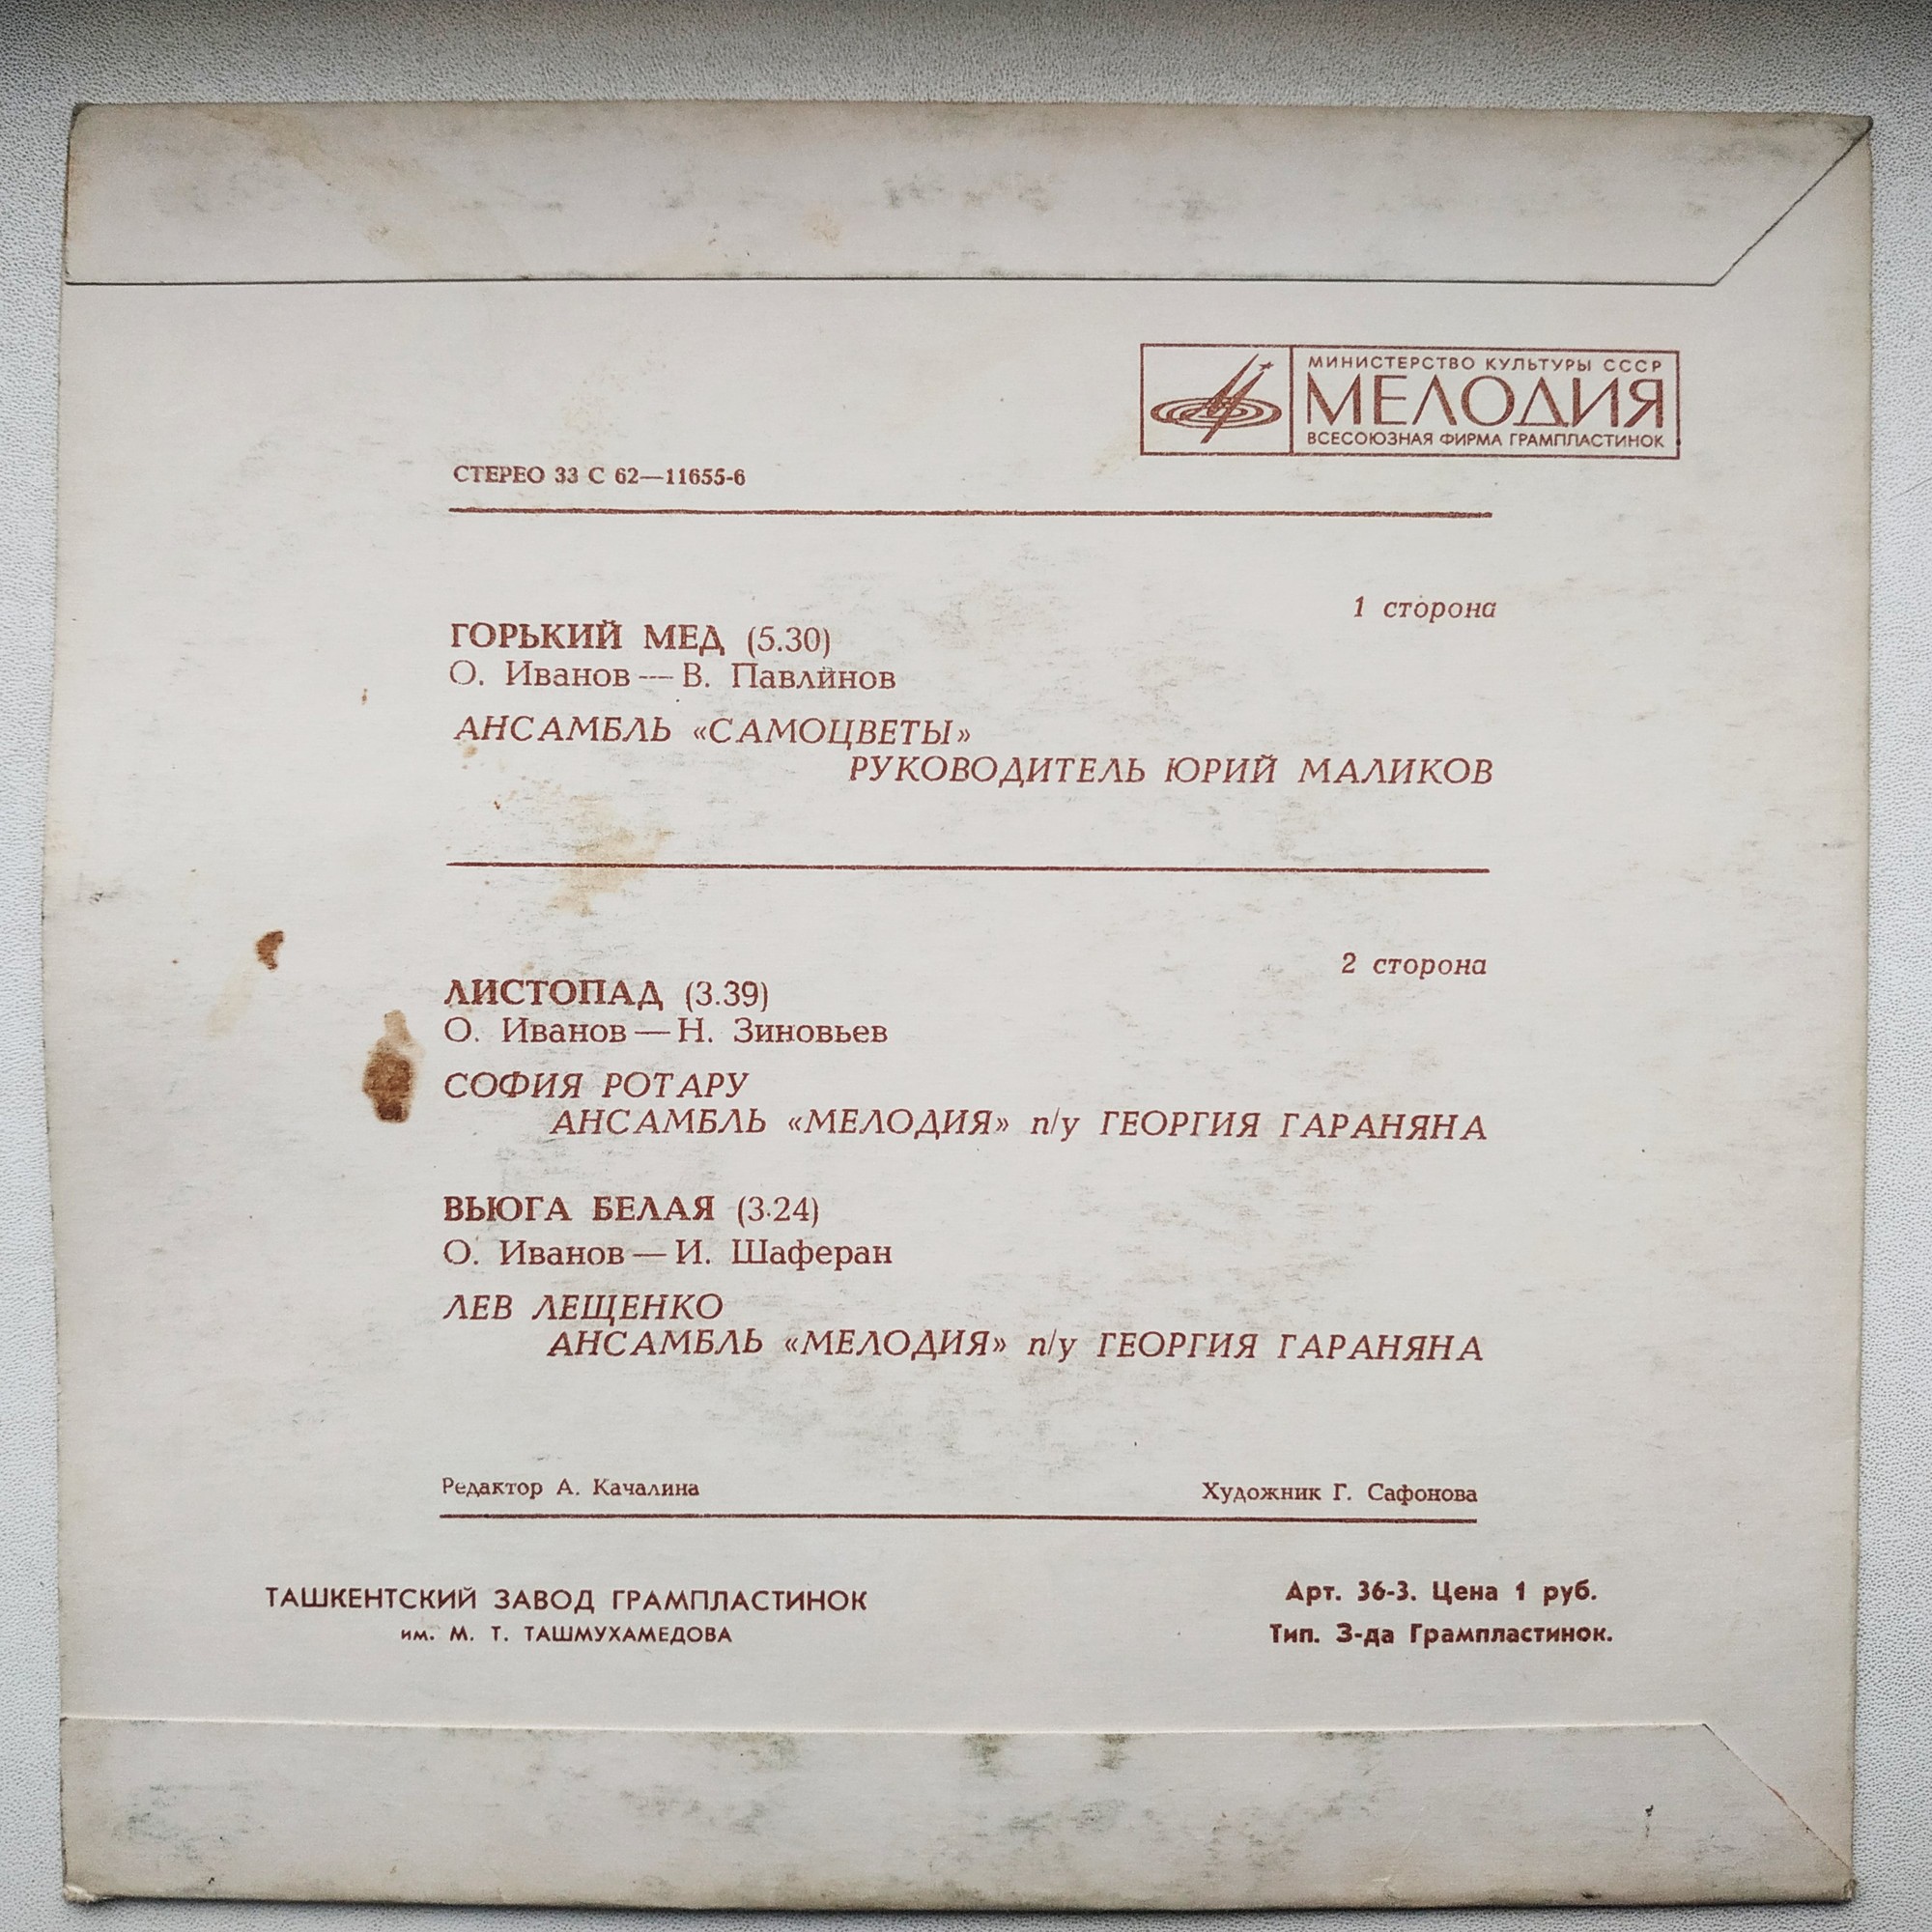 МИНИСТЕРСТВО КУЛЬТУРЫ СССР
МЕЛОДИЯ
ВСЕСОЮЗНАЯ ФИРМА ГРАМПЛАСТИНОК
СТЕРЕО 33 С 62—11655-6
1 сторона
ГОРЬКИЙ МЕД (5.30)
О. Иванов — В. Павлинов
АНСАМБЛЬ «САМОЦВЕТЫ»
РУКОВОДИТЕЛЬ ЮРИЙ МАЛИКОВ
2 сторона
ЛИСТОПАД (3.39)
О. Иванов — Н. Зиновьев
СОФИЯ РОТАРУ
АНСАМБЛЬ «МЕЛОДИЯ» п/у ГЕОРГИЯ ГАРАНЯНА
ВЬЮГА БЕЛАЯ (3.24)
О. Иванов — И. Шаферан
ЛЕВ ЛЕЩЕНКО
АНСАМБЛЬ «МЕЛОДИЯ» п/у ГЕОРГИЯ ГАРАНЯНА
Редактор А. Качалина
Художник Г. Сафонова
ТАШКЕНТСКИЙ ЗАВОД ГРАМПЛАСТИНОК
им. М. Т. ТАШМУХАМЕДОВА
Арт. 36-3. Цена 1 руб.
Тип. З-да Грампластинок.